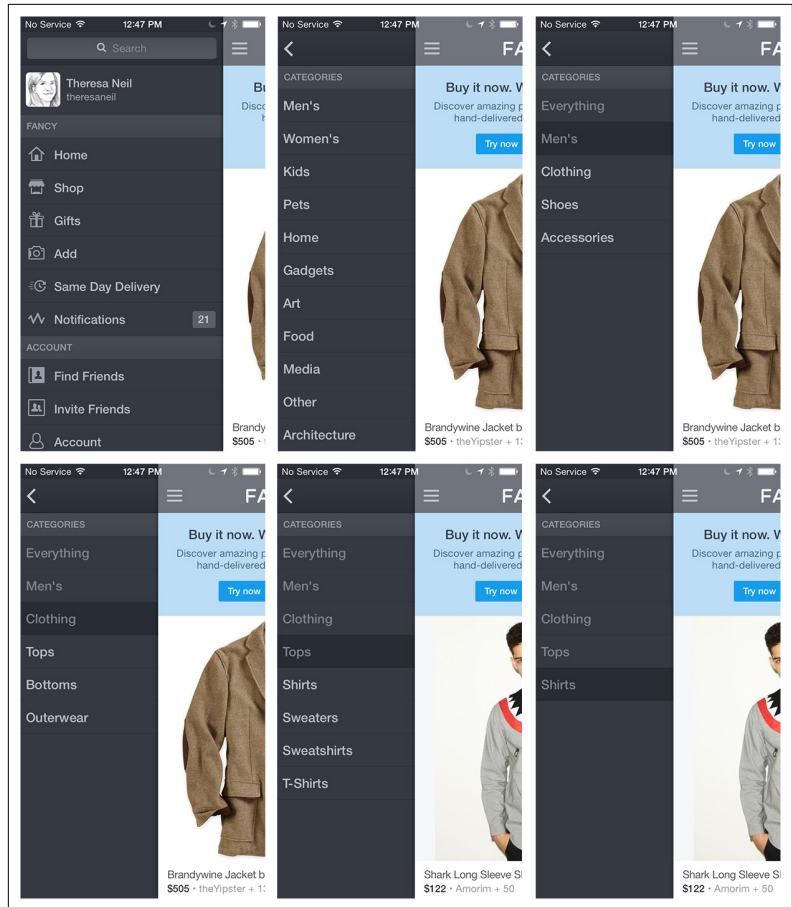 No Service 12:47 PM
Search
Theresa Neil
theresaneil
FANCY
Home
Shop
Gifts
Add
Same Day Delivery
Notifications 21
ACCOUNT
Find Friends
Invite Friends
Account
Bu
Disco
h
Brandy
$505 ·
No Service 12:47 PM
CATEGORIES
Men's
Women's
Kids
Pets
Home
Gadgets
Art
Food
Media
Other
Architecture
FA
Buy it now. W
Discover amazing p
hand-delivered
Try now
Brandywine Jacket b
$505 · theYipster + 13
No Service 12:47 PM
CATEGORIES
Everything
Men's
Clothing
Shoes
Accessories
FA
Buy it now. W
Discover amazing p
hand-delivered
Try now
Brandywine Jacket b
$505 · theYipster + 13
No Service 12:47 PM
CATEGORIES
Everything
Men's
Clothing
Tops
Bottoms
Outerwear
FA
Buy it now. W
Discover amazing p
hand-delivered
Try now
Brandywine Jacket b
$505 · theYipster + 13
No Service 12:47 PM
CATEGORIES
Everything
Men's
Clothing
Tops
Shirts
Sweaters
Sweatshirts
T-Shirts
FA
Buy it now. W
Discover amazing p
hand-delivered
Try now
Shark Long Sleeve S
$122 · Amorim + 50
No Service 12:47 PM
CATEGORIES
Everything
Men's
Clothing
Tops
Shirts
FA
Buy it now. W
Discover amazing p
hand-delivered
Try now
Shark Long Sleeve S
$122 · Amorim + 50